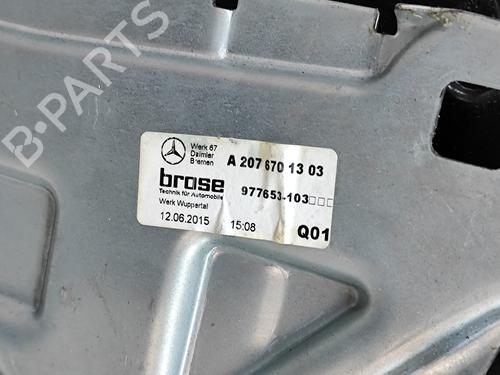 B-PARTS
Werk 67
Daimler
Bremen
A 207 670 13 03
brose
Technik für Automobile
977653-103□□□
Werk Wuppertal
12.06.2015 15:08 Q01